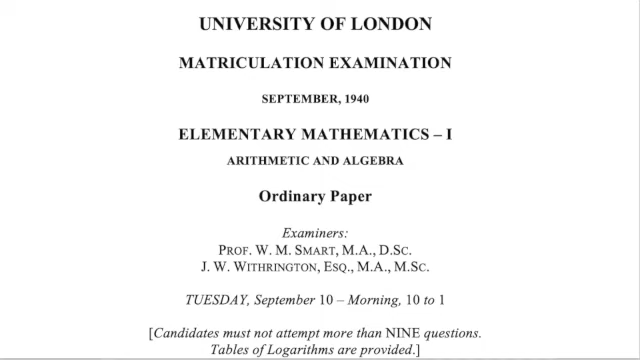 UNIVERSITY OF LONDON
MATRICULATION EXAMINATION
SEPTEMBER, 1940
ELEMENTARY MATHEMATICS – I
ARITHMETIC AND ALGEBRA
Ordinary Paper
Examiners:
PROF. W. M. SMART, M.A., D.SC.
J. W. WITHRINGTON, ESQ., M.A., M.SC.
TUESDAY, September 10 – Morning, 10 to 1
[Candidates must not attempt more than NINE questions.
Tables of Logarithms are provided.]